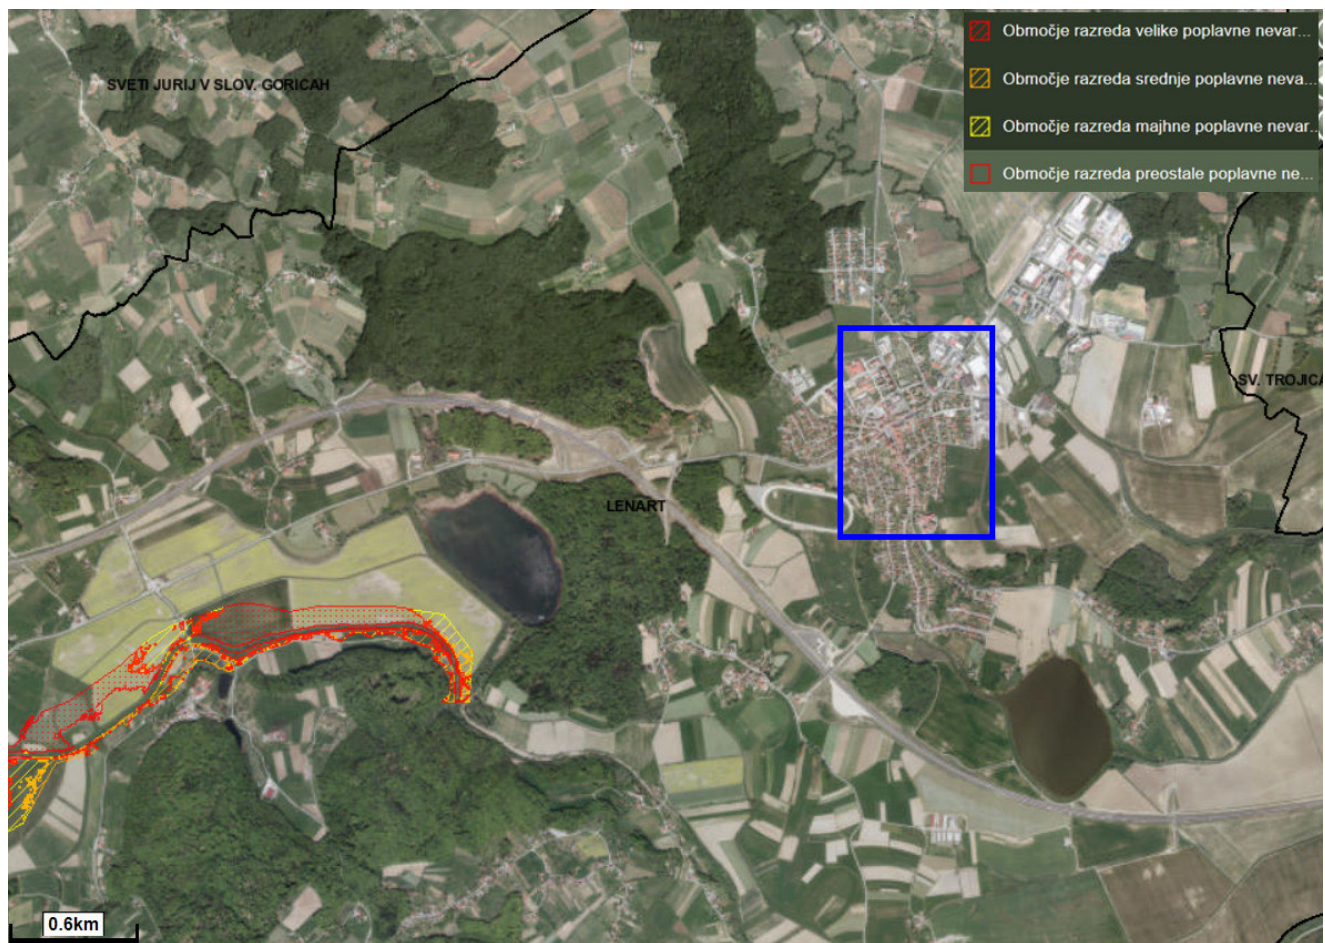 Območje razreda velike poplavne nevar...
SVETI JURIJ V SLOV. GORICAH
Območje razreda srednje poplavne neva...
Območje razreda majhne poplavne nevar...
Območje razreda preostale poplavne ne...
SV. TROJICA
LENART
0.6km